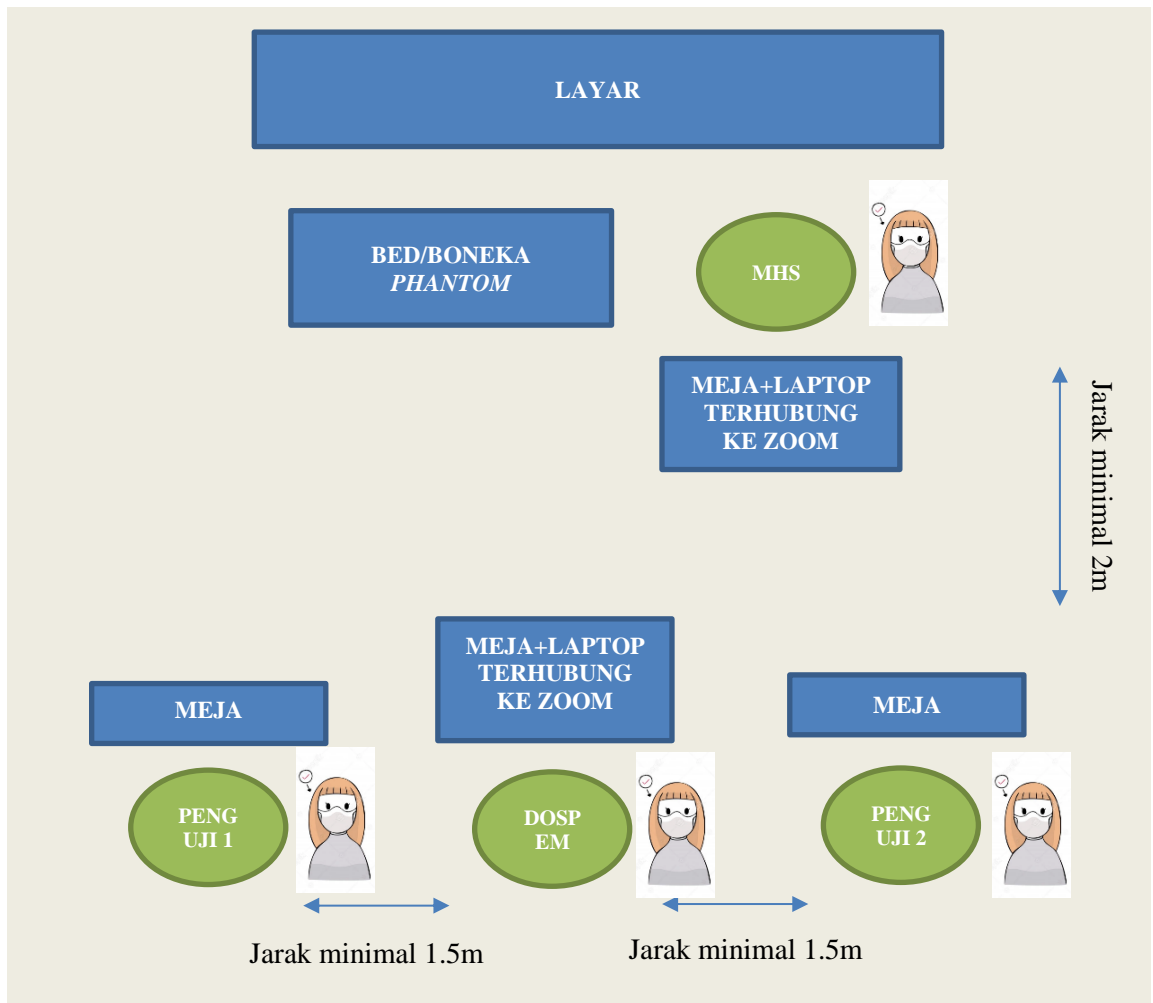 LAYAR
BED/BONEKA
PHANTOM
MHS
MEJA+LAPTOP
TERHUBUNG
KE ZOOM
Jarak minimal 2m
MEJA+LAPTOP
TERHUBUNG
KE ZOOM
MEJA
MEJA
PENG
UJI 1
DOSP
EM
PENG
UJI 2
Jarak minimal 1.5m
Jarak minimal 1.5m